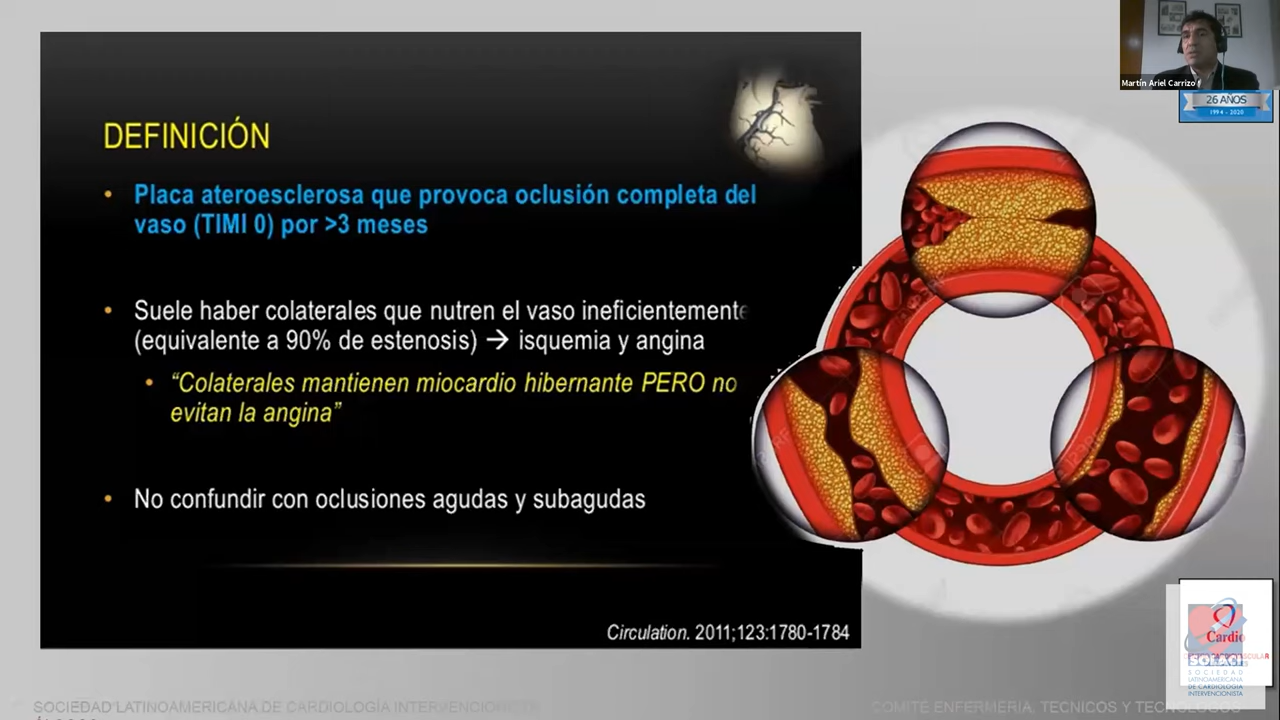 DEFINICIÓN
• Placa ateroesclerosa que provoca oclusión completa del
vaso (TIMI 0) por >3 meses
• Suele haber colaterales que nutren el vaso ineficientemente
(equivalente a 90% de estenosis) → isquemia y angina
• “Colaterales mantienen miocardio hibernante PERO no
evitan la angina”
• No confundir con oclusiones agudas y subagudas
Circulation. 2011;123:1780-1784
Martín Ariel Carrizo
26 AÑOS
1994 - 2020
Cardio
SOLACI
SOCIEDAD
LATINOAMERICANA
DE CARDIOLOGÍA
INTERVENCIONISTA
SOCIEDAD LATINOAMERICANA DE CARDIOLOGÍA INTERVENCION
COMITE ENFERMERIA, TECNICOS Y TECNOLOGOS